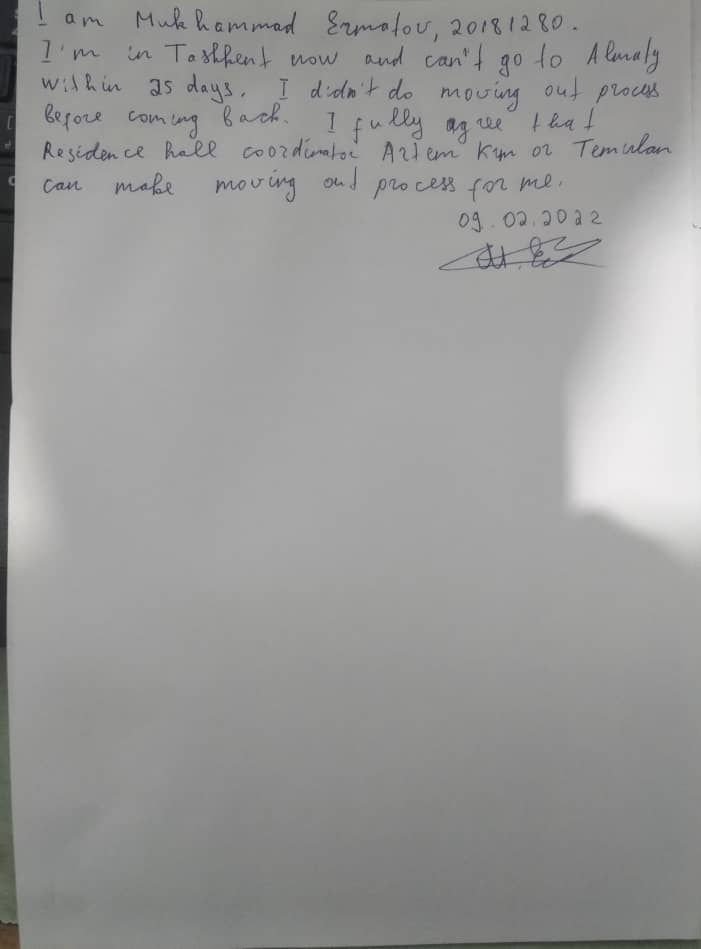 I am Mukhammad Ermatov, 20181280.
I'm in Tashkent now and can't go to Almaty
within 25 days. I didn't do moving out process
before coming back. I fully agree that
Residence hall coordinator Artem Kim or Temirlan
can make moving out process for me.
09.02.2022